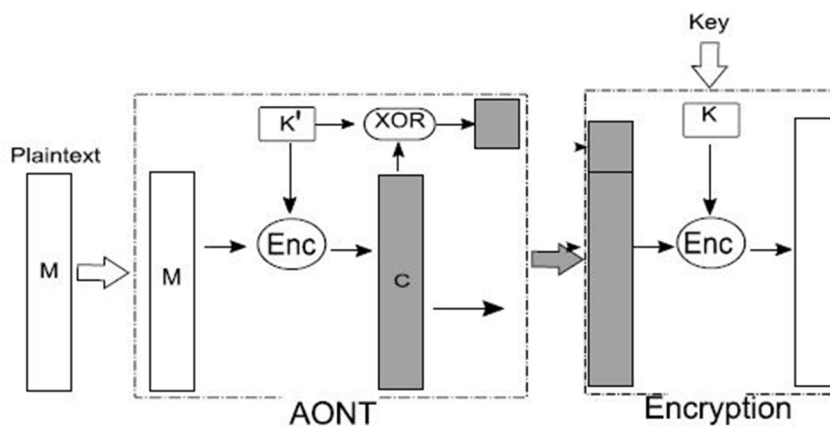 Key
Plaintext
M
M
K'
XOR
Enc
C
K
Enc
AONT
Encryption